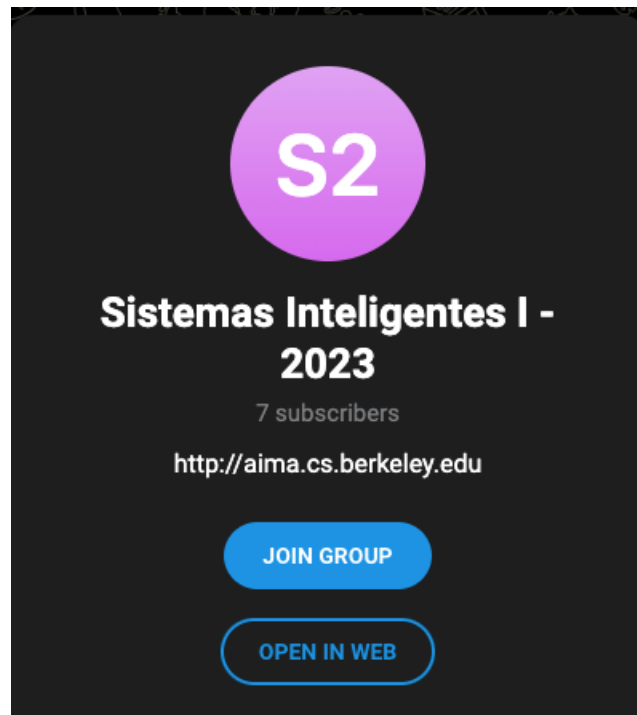 S2
Sistemas Inteligentes I -
2023
7 subscribers
http://aima.cs.berkeley.edu
JOIN GROUP
OPEN IN WEB